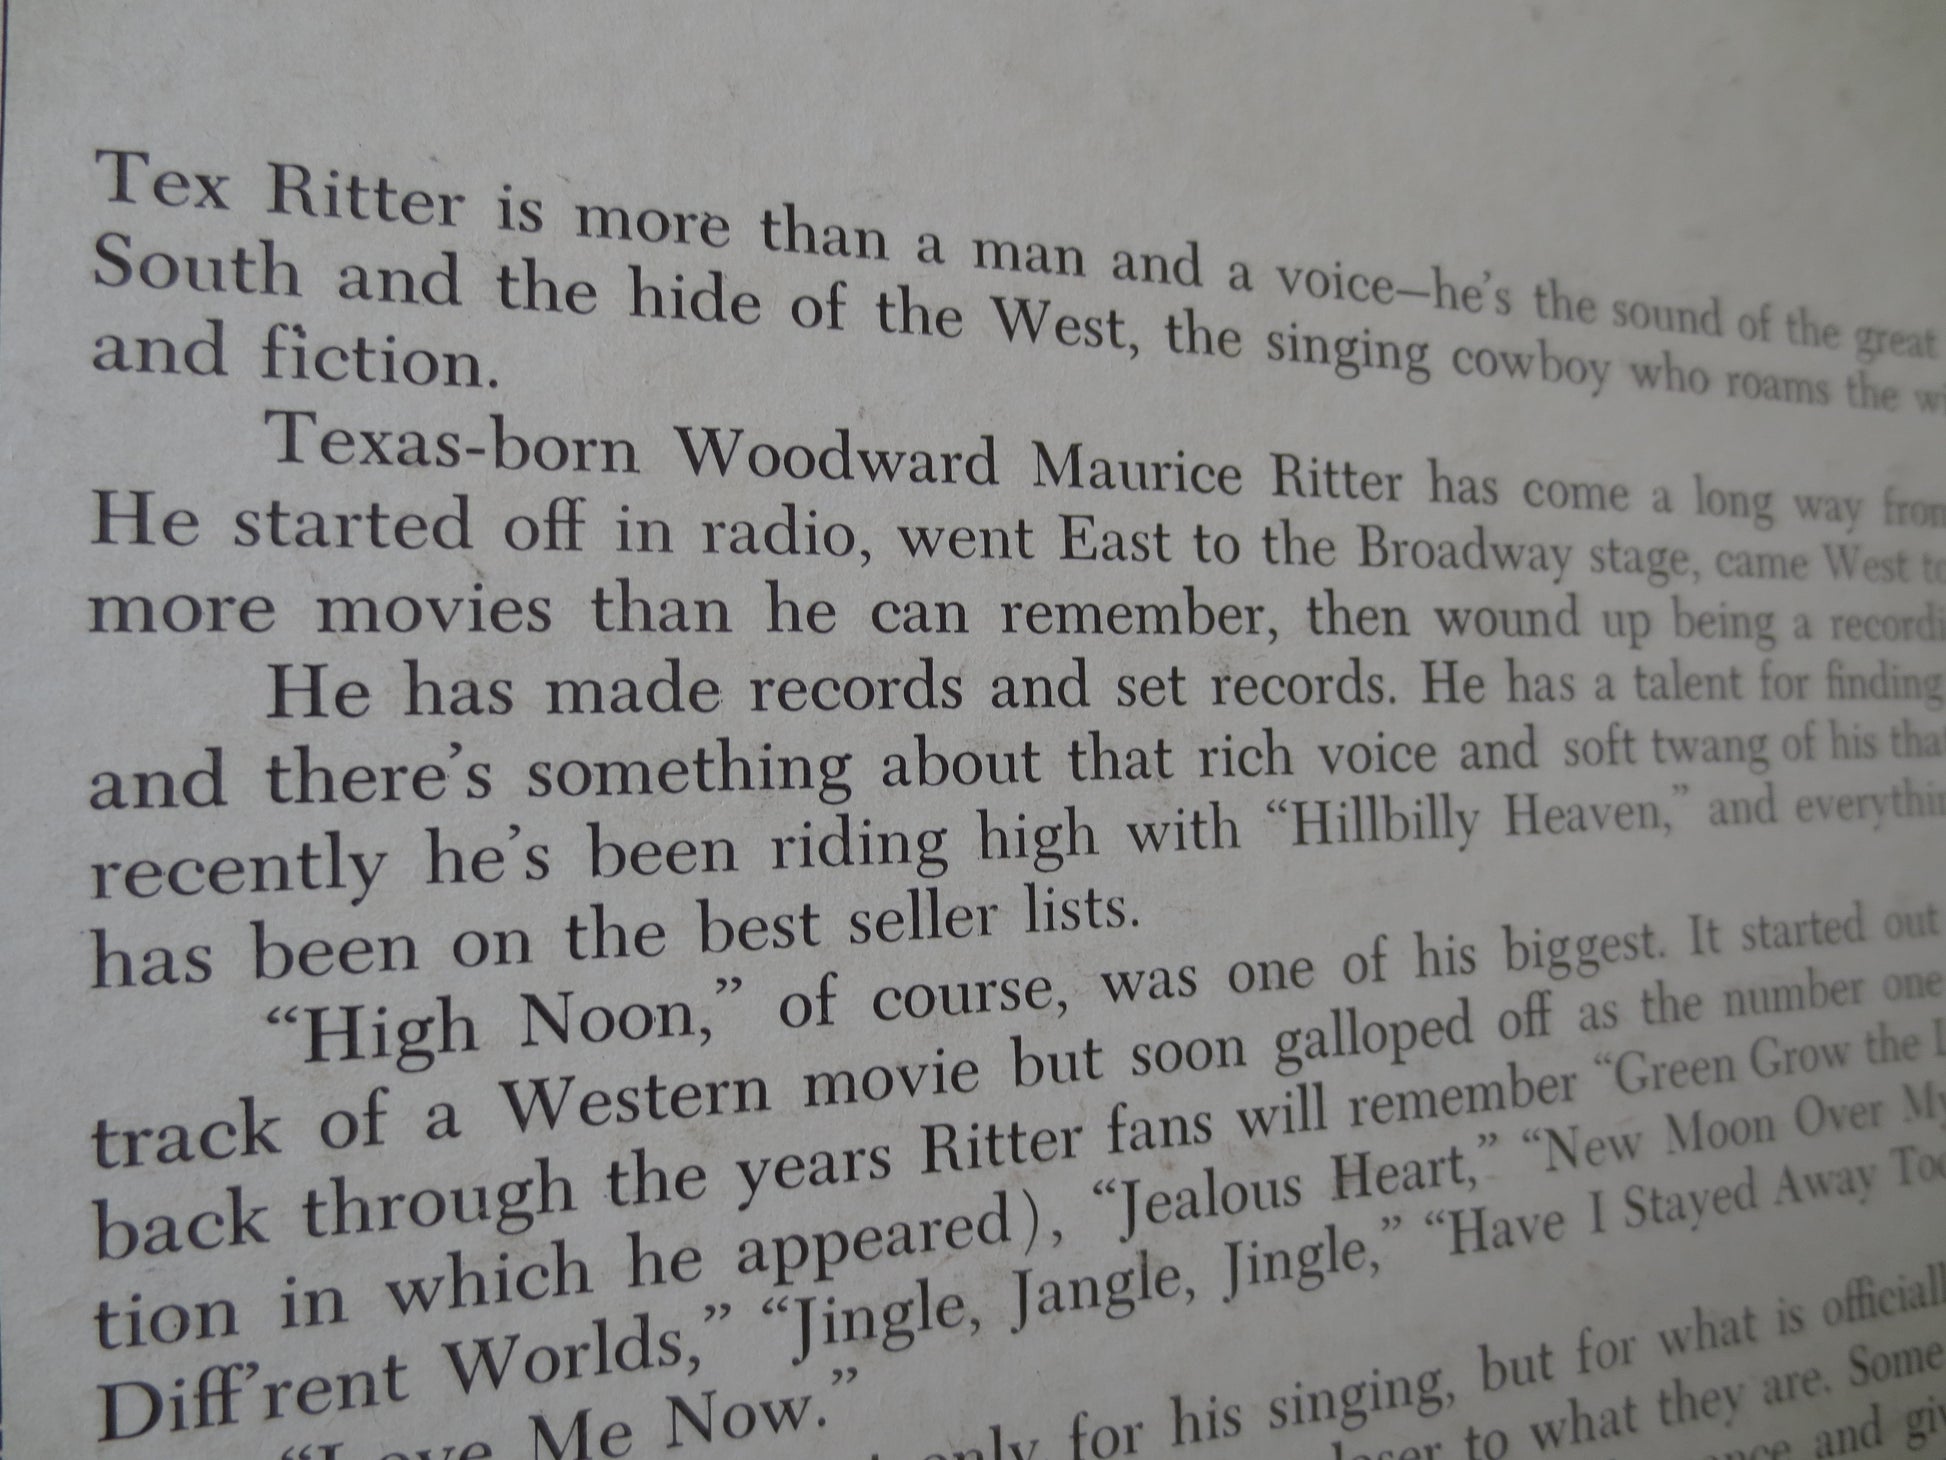 Tex Ritter is more than a man and a voice—he's the sound of the great
South and the hide of the West, the singing cowboy who roams the
and fiction.
Texas-born Woodward Maurice Ritter has come a long way from
He started off in radio, went East to the Broadway stage, came West to
more movies than he can remember, then wound up being a
He has made records and set records. He has a talent for finding
and there's something about that rich voice and soft twang of his that
recently he's been riding high with “Hillbilly Heaven,” and
has been on the best seller lists.
“High Noon,” of course, was one of his biggest. It started out
track of a Western movie but soon galloped off as the number one
back through the years Ritter fans will remember “Green Grow the
tion in which he appeared), “Jealous Heart,” “New Moon Over My
Diff'rent Worlds,” “Jingle, Jangle, Jingle,” “Have I Stayed Away Too
“Love Me Now.”
only for his singing, but for what is
to what they are. Some
and